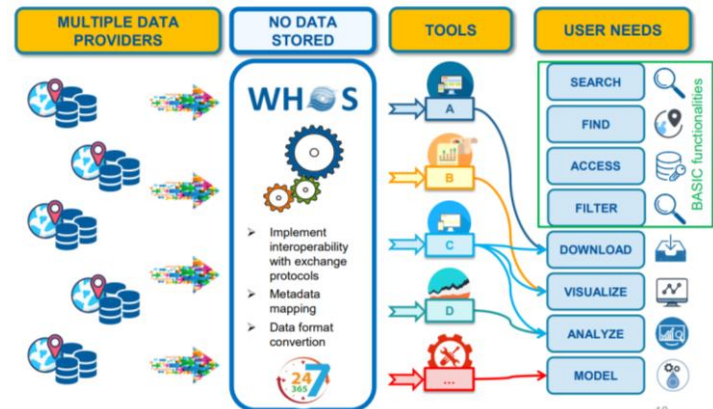 MULTIPLE DATA
PROVIDERS
NO DATA
STORED
TOOLS
USER NEEDS
WHOS
➢ Implement
interoperability
with exchange
protocols
➢ Metadata
mapping
➢ Data format
convertion
24
7
365
A
B
C
D
...
SEARCH
FIND
ACCESS
FILTER
DOWNLOAD
VISUALIZE
ANALYZE
MODEL
BASIC functionalities